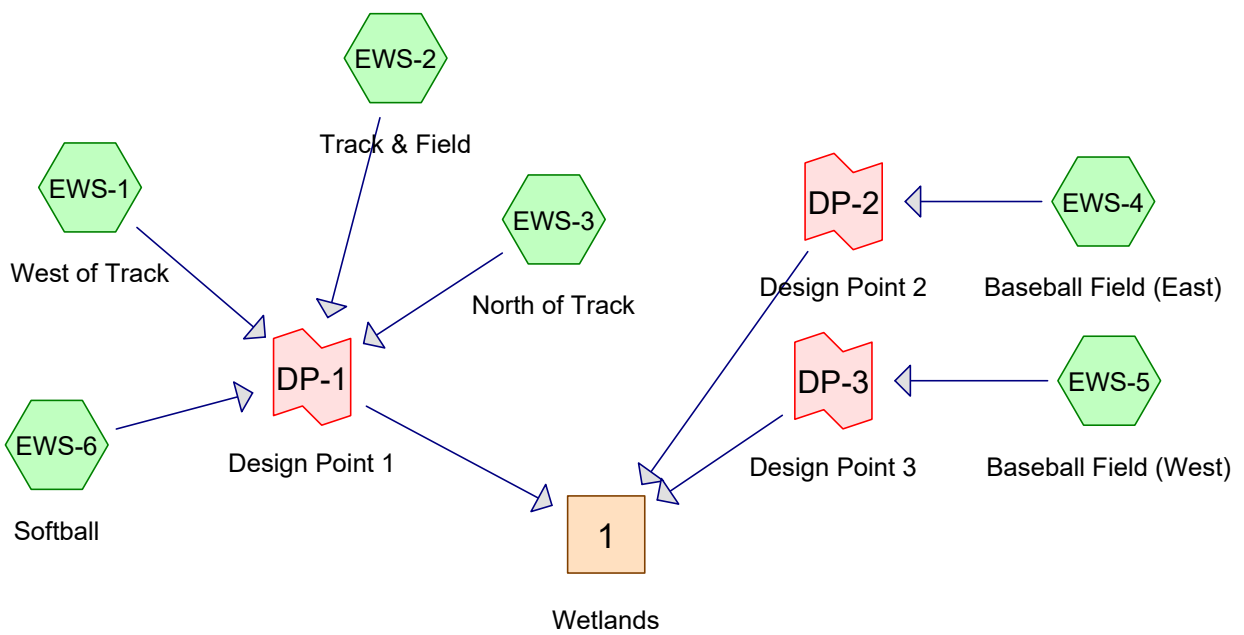 EWS-2
Track & Field
EWS-1
West of Track
EWS-3
North of Track
DP-2
Design Point 2
EWS-4
Baseball Field (East)
DP-1
Design Point 1
DP-3
Design Point 3
EWS-5
Baseball Field (West)
EWS-6
Softball
1
Wetlands